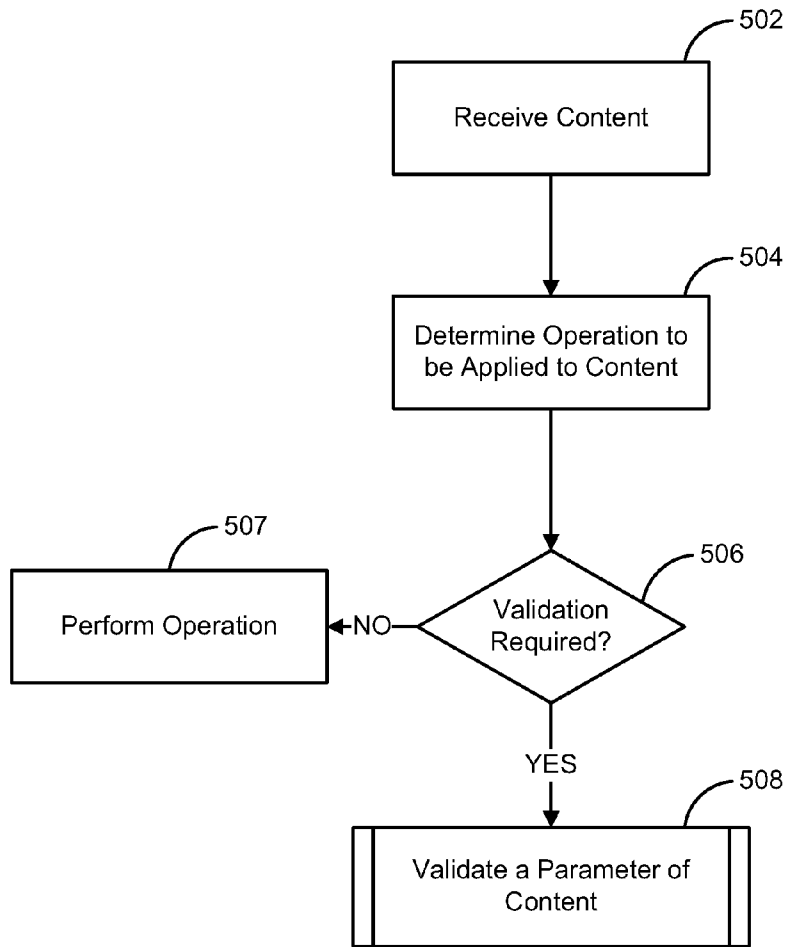 502
Receive Content
504
Determine Operation to
be Applied to Content
507
506
Perform Operation
NO
Validation
Required?
YES
508
Validate a Parameter of
Content